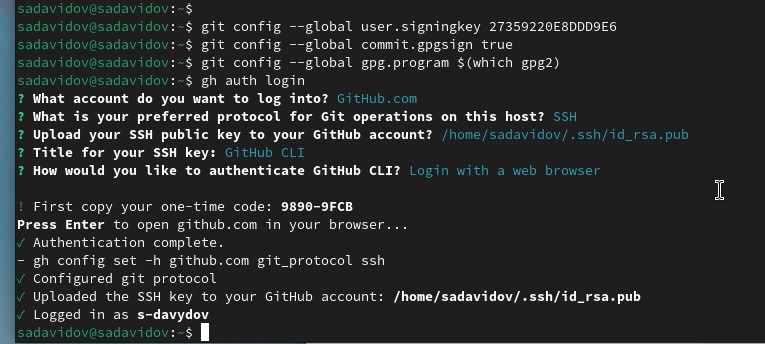 sadavidov@sadavidov:~$
sadavidov@sadavidov:~$ git config --global user.signingkey 27359220E8DDD9E6
sadavidov@sadavidov:~$ git config --global commit.gpgsign true
sadavidov@sadavidov:~$ git config --global gpg.program $(which gpg2)
sadavidov@sadavidov:~$ gh auth login
? What account do you want to log into? GitHub.com
? What is your preferred protocol for Git operations on this host? SSH
? Upload your SSH public key to your GitHub account? /home/sadavidov/.ssh/id_rsa.pub
? Title for your SSH key: GitHub CLI
? How would you like to authenticate GitHub CLI? Login with a web browser
! First copy your one-time code: 9890-9FCB
Press Enter to open github.com in your browser...
✓ Authentication complete.
- gh config set -h github.com git_protocol ssh
✓ Configured git protocol
✓ Uploaded the SSH key to your GitHub account: /home/sadavidov/.ssh/id_rsa.pub
✓ Logged in as s-davydov
sadavidov@sadavidov:~$